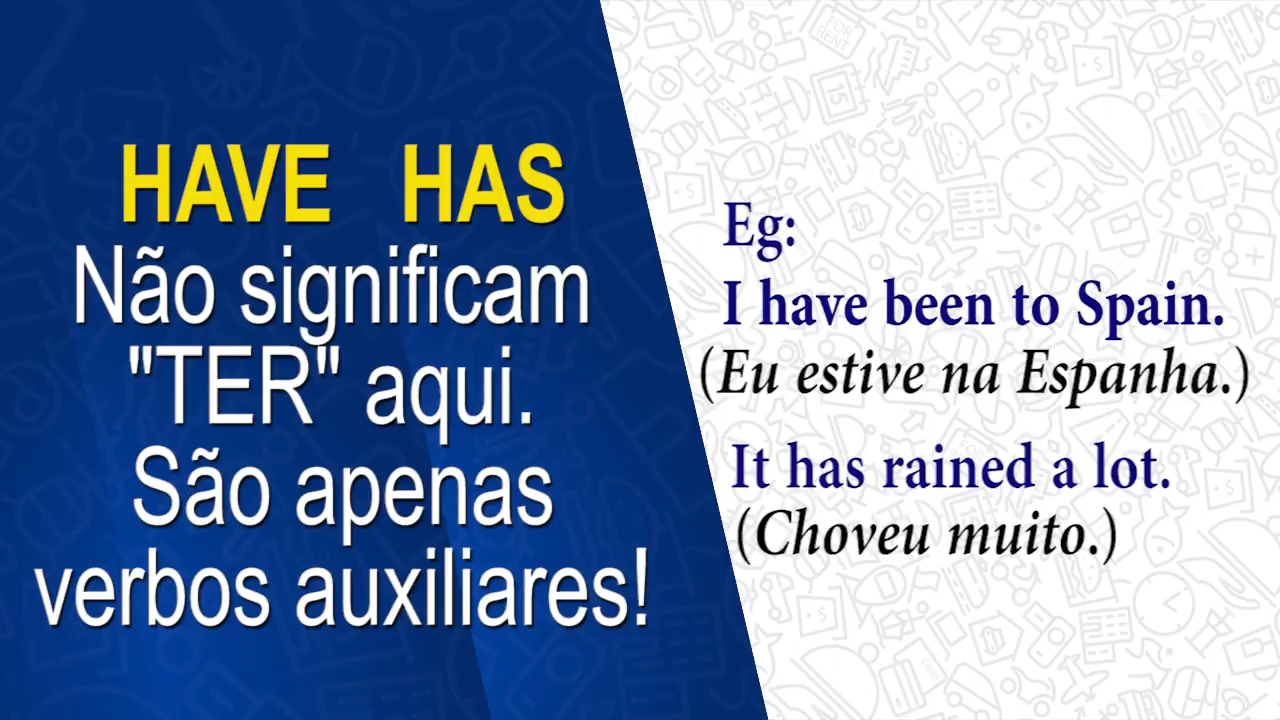 HAVE HAS
Não significam
"TER" aqui.
São apenas
verbos auxiliares!
Eg:
I have been to Spain.
(Eu estive na Espanha.)
It has rained a lot.
(Choveu muito.)